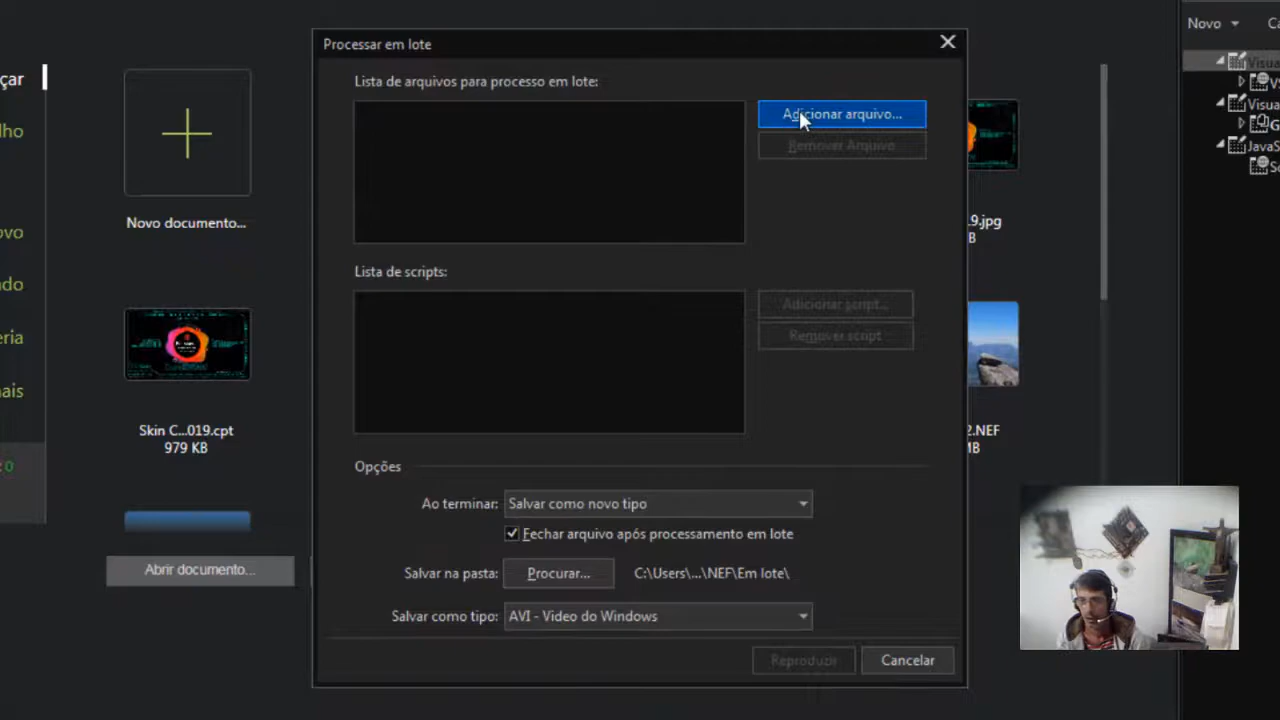 Processar em lote
Novo
Lista de arquivos para processo em lote:
Adicionar arquivo...
Remover Arquivo
Novo documento...
Lista de scripts:
Adicionar script...
Remover script
Skin C...019.cpt
979 KB
2.NEF
Opções
Ao terminar:
Salvar como novo tipo
Fechar arquivo após processamento em lote
Abrir documento...
Salvar na pasta:
Procurar...
C:\Users\...\NEF\Em lote\
Salvar como tipo:
AVI - Video do Windows
Reproduzir
Cancelar